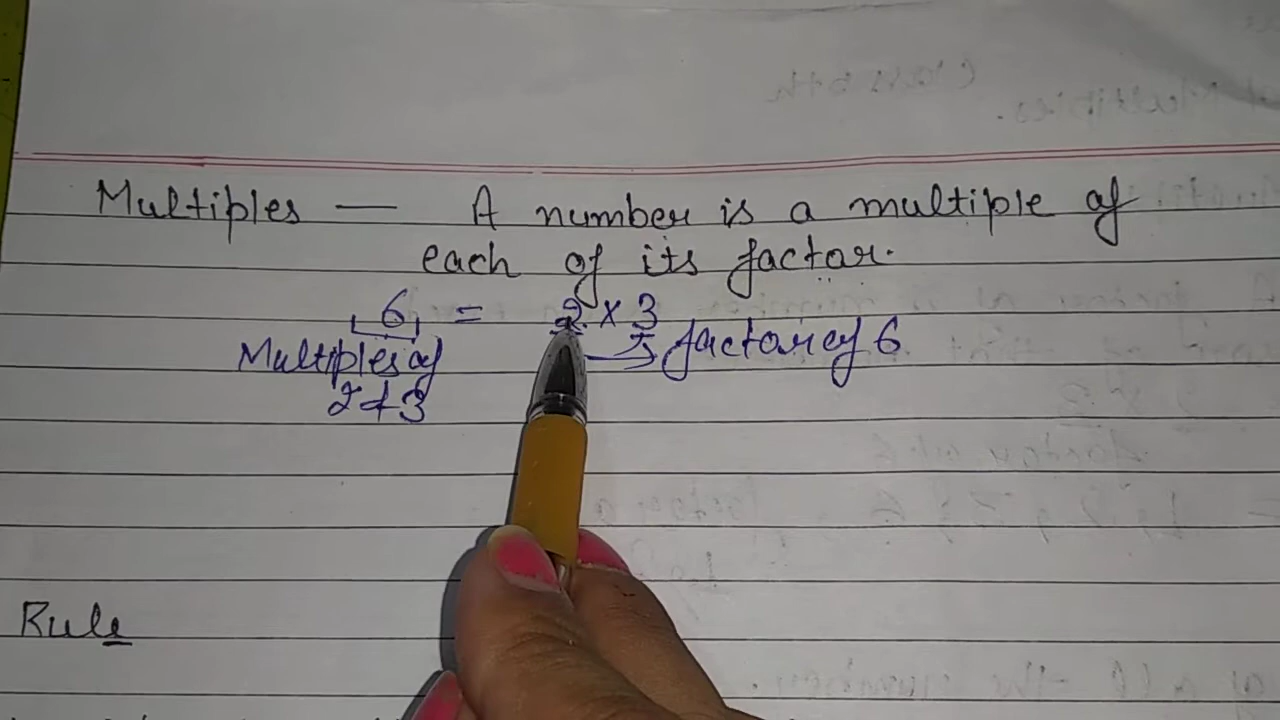 Multiples — A number is a multiple of
each of its factor.
6 = 2 × 3
Multiples of factor of 6
2 & 3
Rule